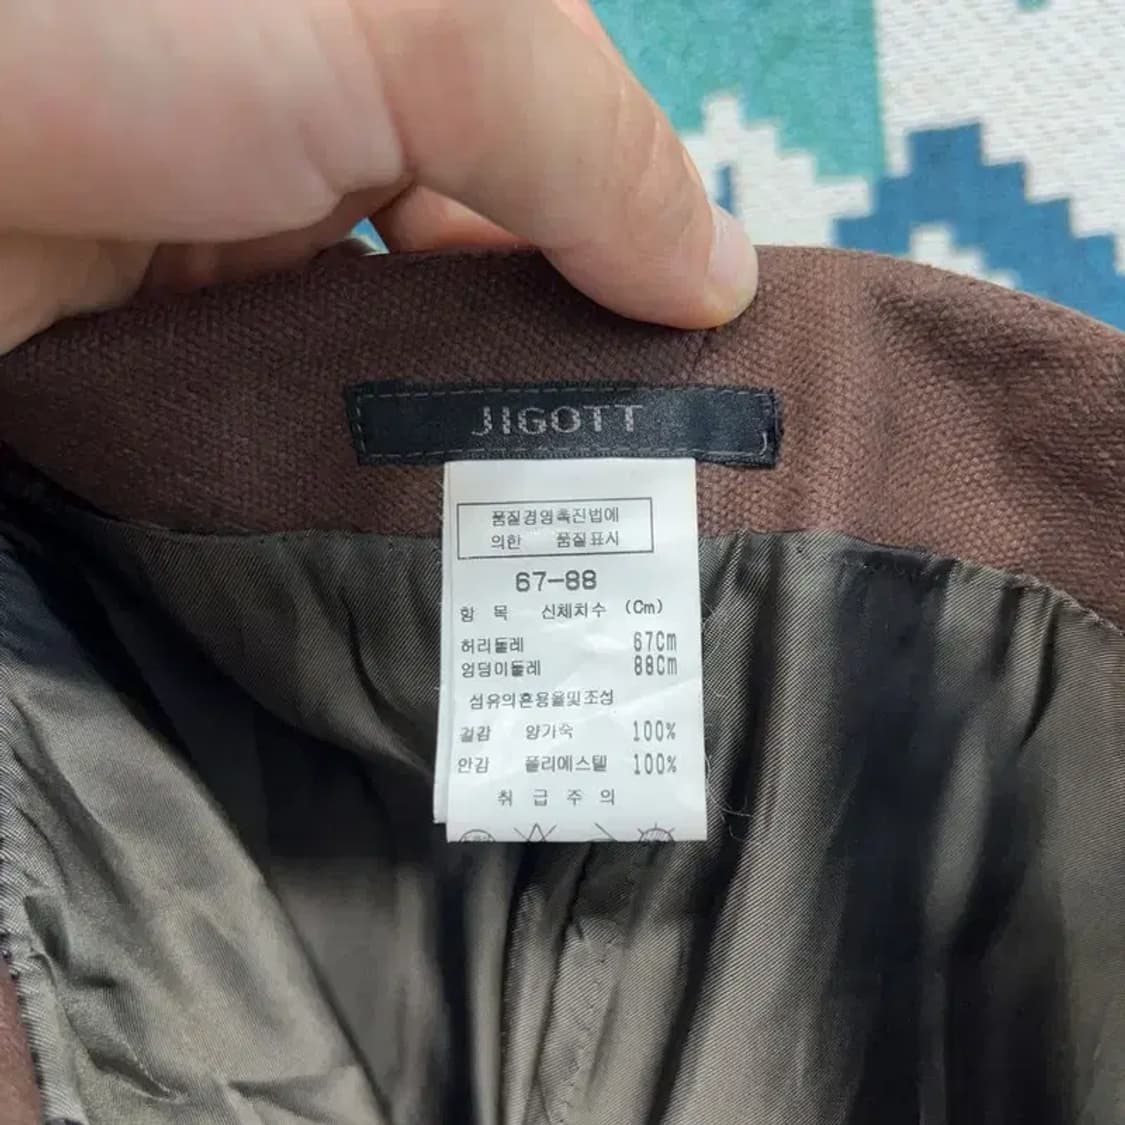 JIGOTT
품질경영촉진법에
의한 품질표시
67-88
항 목 신체치수 (Cm)
허리둘레 67Cm
엉덩이둘레 88Cm
섬유의혼용율및조성
겉감 양가죽 100%
안감 폴리에스텔 100%
취 급 주 의